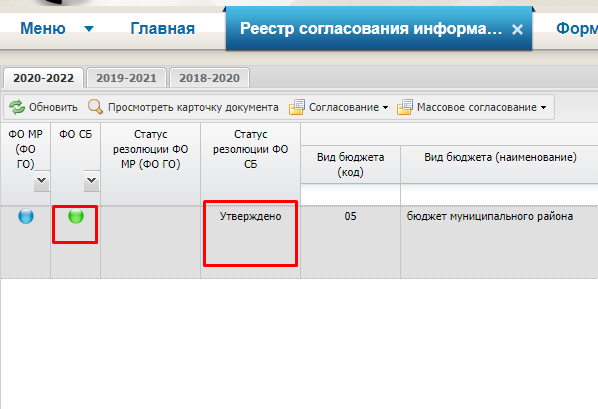 Меню Главная Реестр согласования информа... Форм
2020-2022 2019-2021 2018-2020
Обновить Просмотреть карточку документа Согласование Массовое согласование
ФО МР
(ФО
ГО)
ФО СБ
Статус
резолюции ФО
МР (ФО ГО)
Статус
резолюции ФО
СБ
Вид бюджета
(код)
Вид бюджета (наименование)
Утверждено 05 бюджет муниципального района